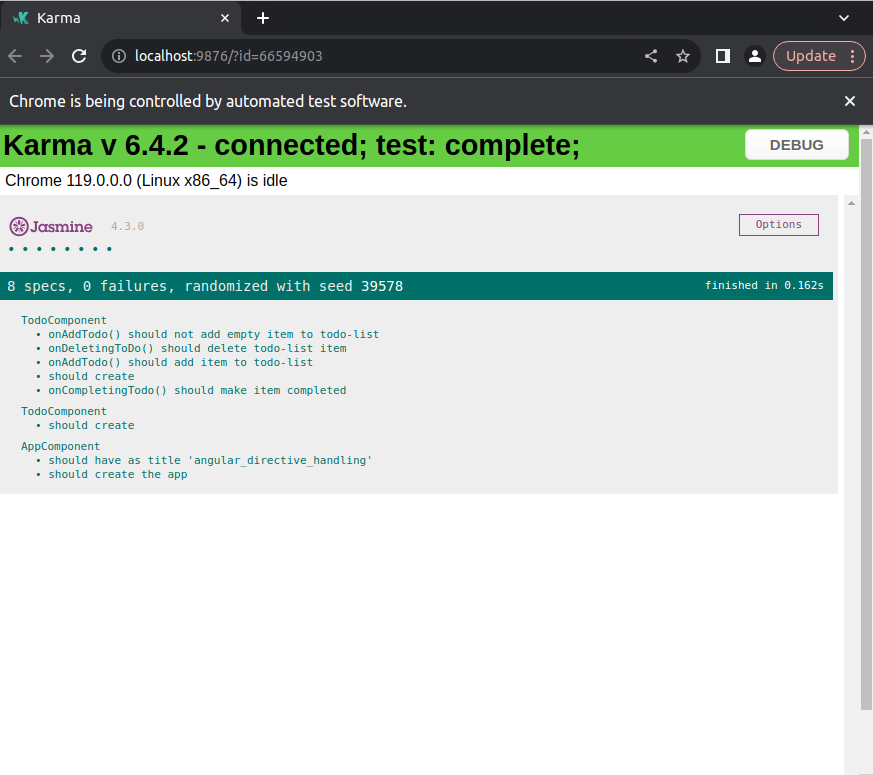 Karma
localhost:9876/?id=66594903
Update
Chrome is being controlled by automated test software.
Karma v 6.4.2 - connected; test: complete;
DEBUG
Chrome 119.0.0.0 (Linux x86_64) is idle
Jasmine 4.3.0
Options
8 specs, 0 failures, randomized with seed 39578
finished in 0.162s
TodoComponent
• onAddTodo() should not add empty item to todo-list
• onDeletingToDo() should delete todo-list item
• onAddTodo() should add item to todo-list
• should create
• onCompletingTodo() should make item completed
TodoComponent
• should create
AppComponent
• should have as title 'angular_directive_handling'
• should create the app